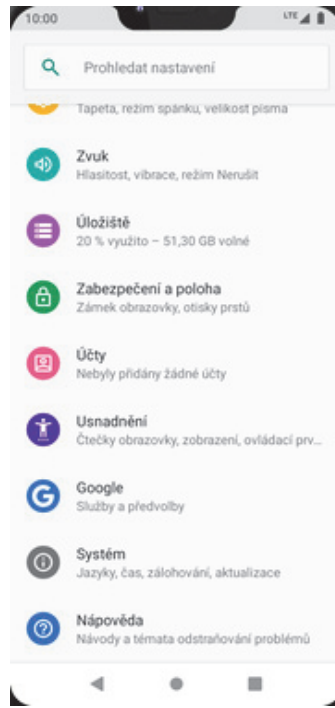 10:00
LTE
Prohledat nastavení
Tapeta, režim spánku, velikost písma
Zvuk
Hlasitost, vibrace, režim Nerušit
Úložiště
20 % využito – 51,30 GB volné
Zabezpečení a poloha
Zámek obrazovky, otisky prstů
Účty
Nebyly přidány žádné účty
Usnadnění
Čtečky obrazovky, zobrazení, ovládací prv...
Google
Služby a předvolby
Systém
Jazyky, čas, zálohování, aktualizace
Nápověda
Návody a témata odstraňování problémů